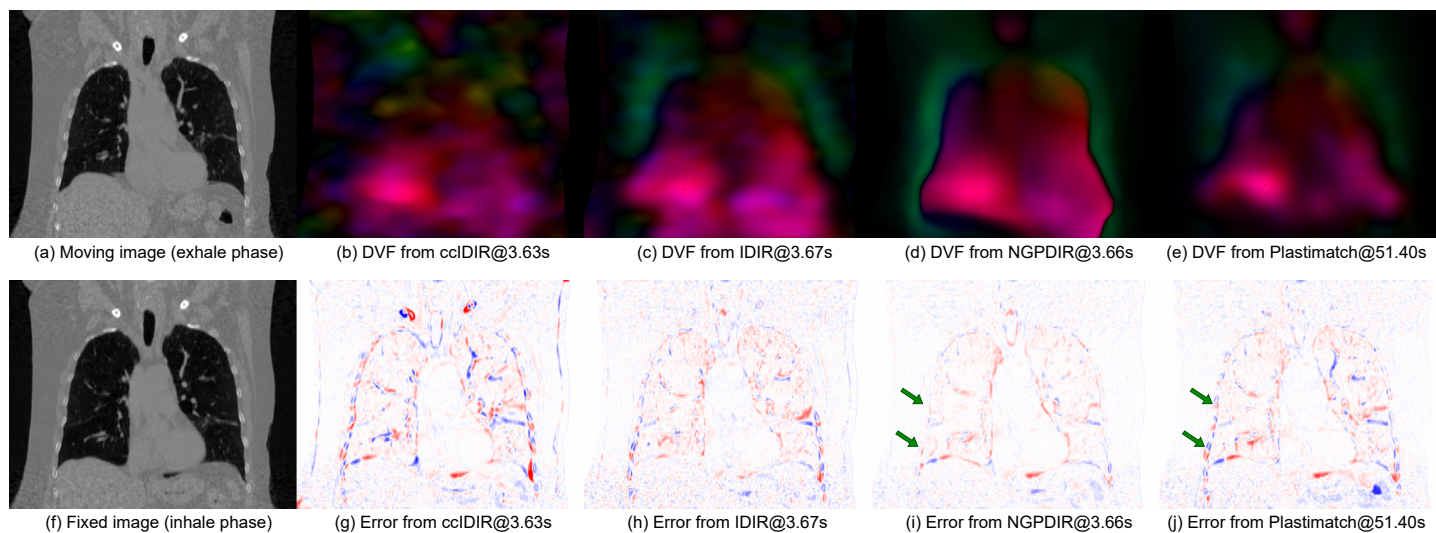 (a) Moving image (exhale phase)
(b) DVF from ccIDIR@3.63s
(c) DVF from IDIR@3.67s
(d) DVF from NGPDIR@3.66s
(e) DVF from Plastimatch@51.40s
(f) Fixed image (inhale phase)
(g) Error from ccIDIR@3.63s
(h) Error from IDIR@3.67s
(i) Error from NGPDIR@3.66s
(j) Error from Plastimatch@51.40s